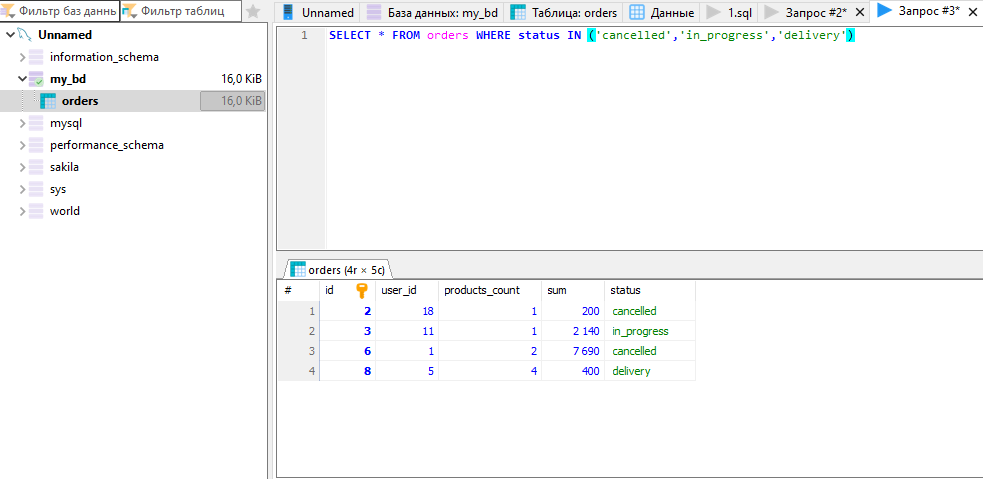 Фильтр баз даннь Фильтр таблиц
Unnamed База данных: my_bd Таблица: orders Данные 1.sql Запрос #2* Запрос #3*
Unnamed
information_schema
my_bd 16,0 KiB
orders 16,0 KiB
mysql
performance_schema
sakila
sys
world
1 SELECT * FROM orders WHERE status IN ('cancelled','in_progress','delivery')
orders (4r × 5c)
# id user_id products_count sum status
1 2 18 1 200 cancelled
2 3 11 1 2 140 in_progress
3 6 1 2 7 690 cancelled
4 8 5 4 400 delivery